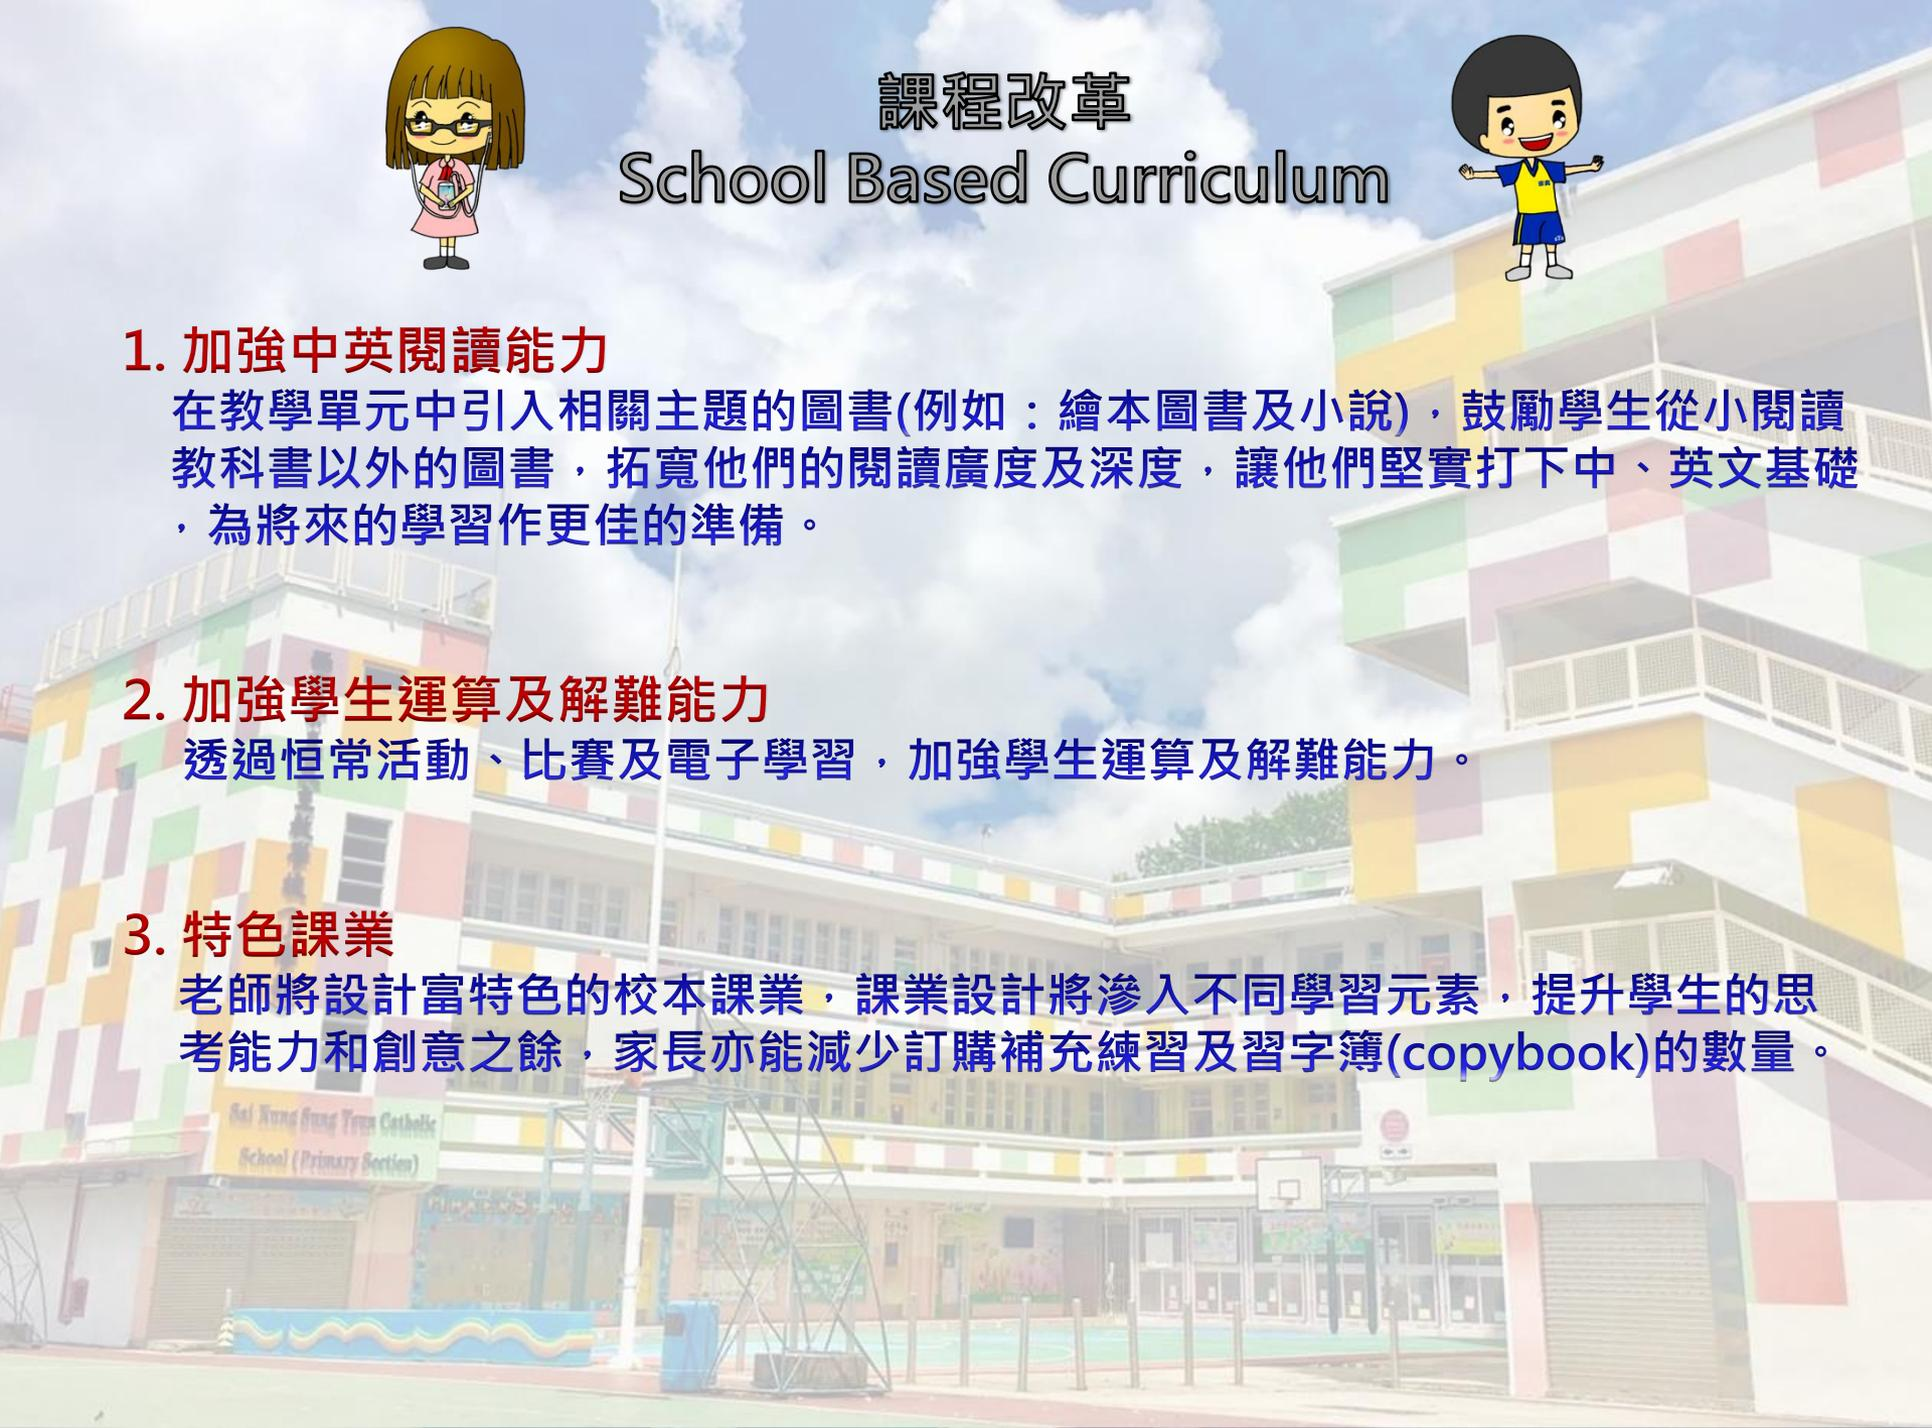 課程改革
School Based Curriculum
1. 加強中英閱讀能力
在教學單元中引入相關主題的圖書(例如：繪本圖書及小說)，鼓勵學生從小閱讀
教科書以外的圖書，拓寬他們的閱讀廣度及深度，讓他們堅實打下中、英文基礎
，為將來的學習作更佳的準備。
2. 加強學生運算及解難能力
透過恒常活動、比賽及電子學習，加強學生運算及解難能力。
3. 特色課業
老師將設計富特色的校本課業，課業設計將滲入不同學習元素，提升學生的思
考能力和創意之餘，家長亦能減少訂購補充練習及習字簿(copybook)的數量。
Sai Kung Sung Tsun Catholic
School (Primary Section)